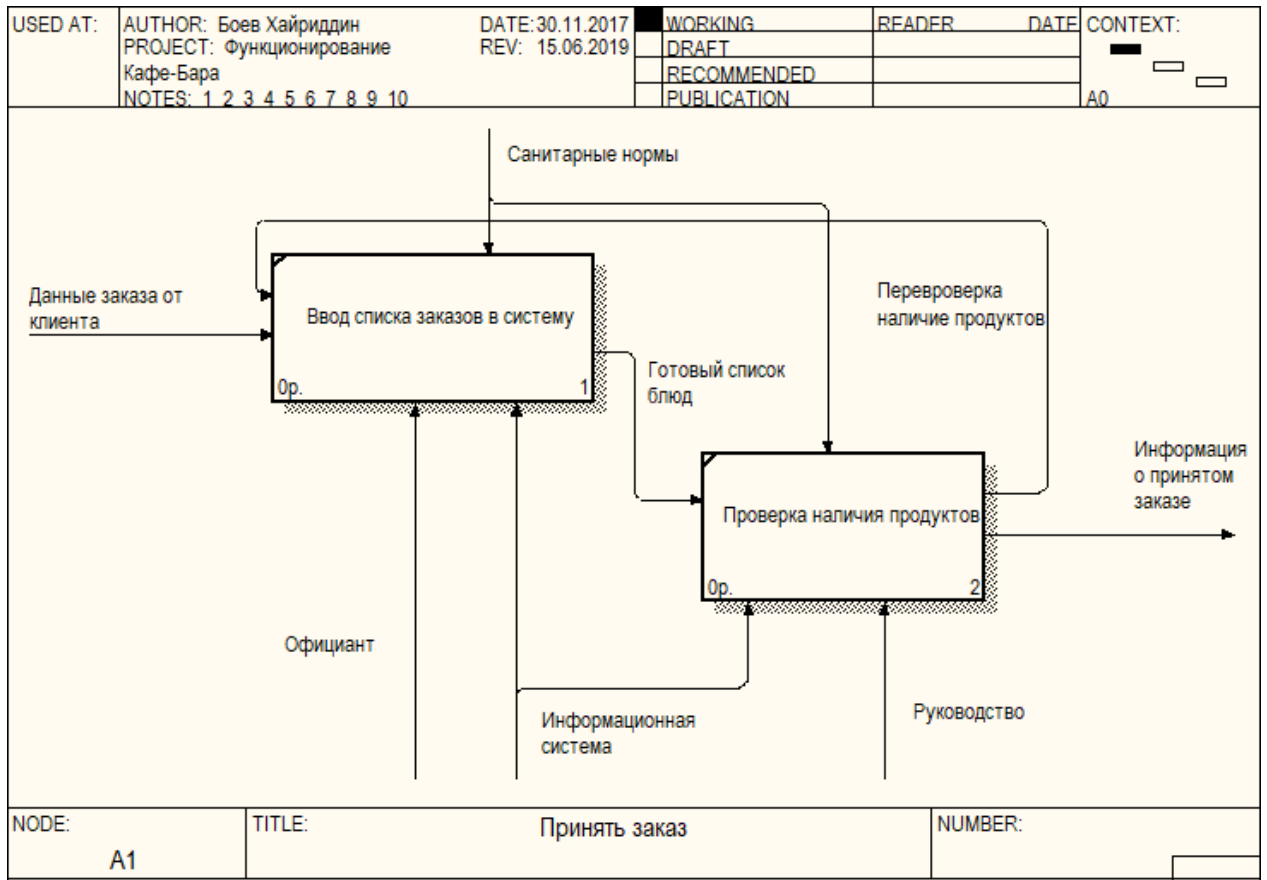 USED AT:
AUTHOR: Боев Хайриддин
DATE: 30.11.2017
PROJECT: Функционирование
REV: 15.06.2019
Кафе-Бара
NOTES: 1 2 3 4 5 6 7 8 9 10
WORKING
DRAFT
RECOMMENDED
PUBLICATION
READER DATE
CONTEXT:
A0
Санитарные нормы
Данные заказа от
клиента
Ввод списка заказов в систему
0р. 1
Перевроверка
наличие продуктов
Готовый список
блюд
Информация
о принятом
заказе
Проверка наличия продуктов
0р. 2
Официант
Информационная
система
Руководство
NODE:
A1
TITLE:
Принять заказ
NUMBER: